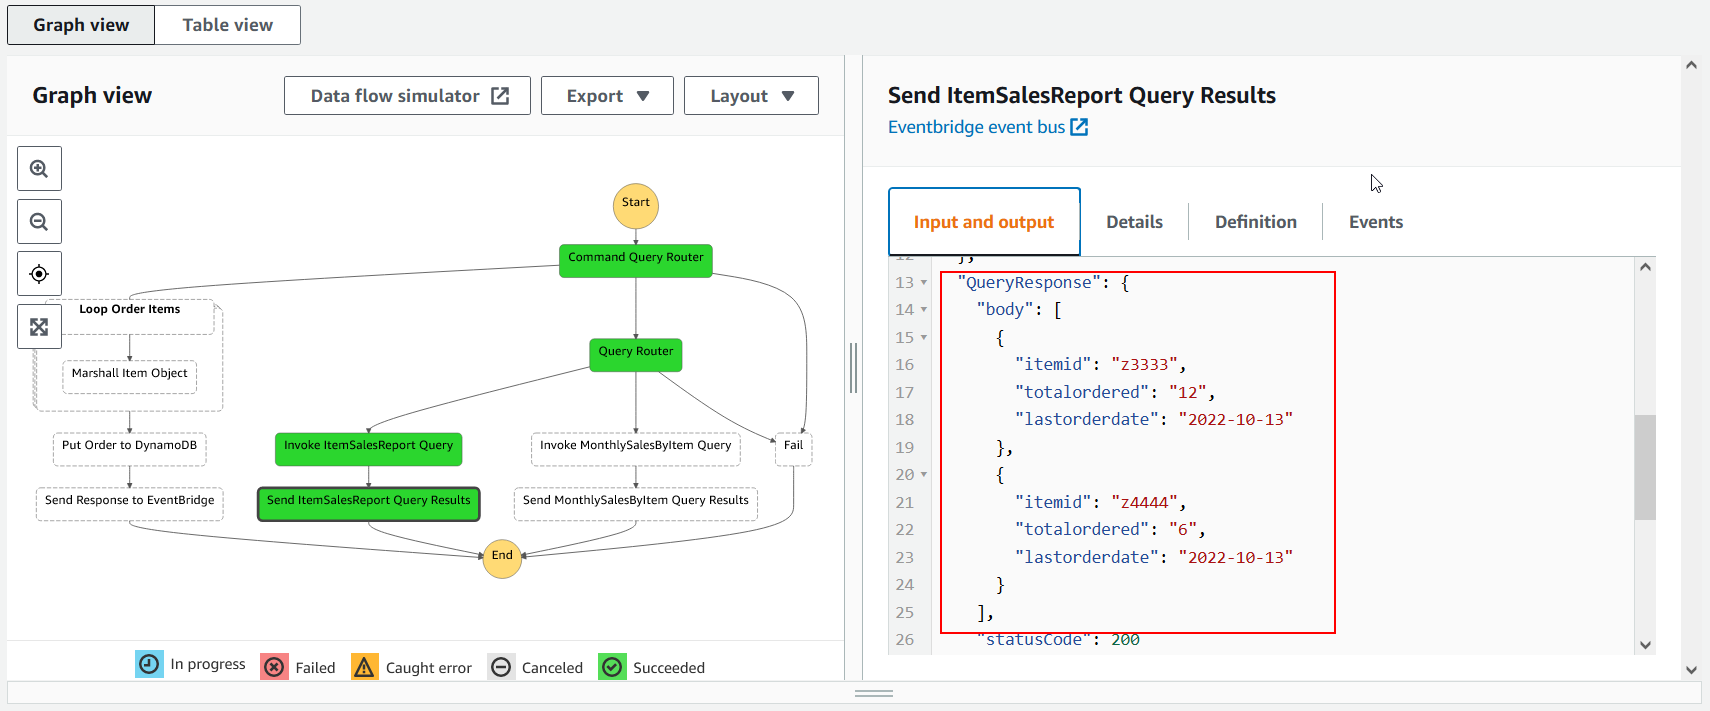 Graph view
Table view
Graph view
Data flow simulator
Export
Layout
Start
Command Query Router
Loop Order Items
Query Router
Marshall Item Object
Put Order to DynamoDB
Invoke ItemSalesReport Query
Invoke MonthlySalesByItem Query
Fail
Send Response to EventBridge
Send ItemSalesReport Query Results
Send MonthlySalesByItem Query Results
End
In progress
Failed
Caught error
Canceled
Succeeded
Send ItemSalesReport Query Results
Eventbridge event bus
Input and output
Details
Definition
Events
12 },
13 "QueryResponse": {
14 "body": [
15 {
16 "itemid": "z3333",
17 "totalordered": "12",
18 "lastorderdate": "2022-10-13"
19 },
20 {
21 "itemid": "z4444",
22 "totalordered": "6",
23 "lastorderdate": "2022-10-13"
24 }
25 ],
26 "statusCode": 200